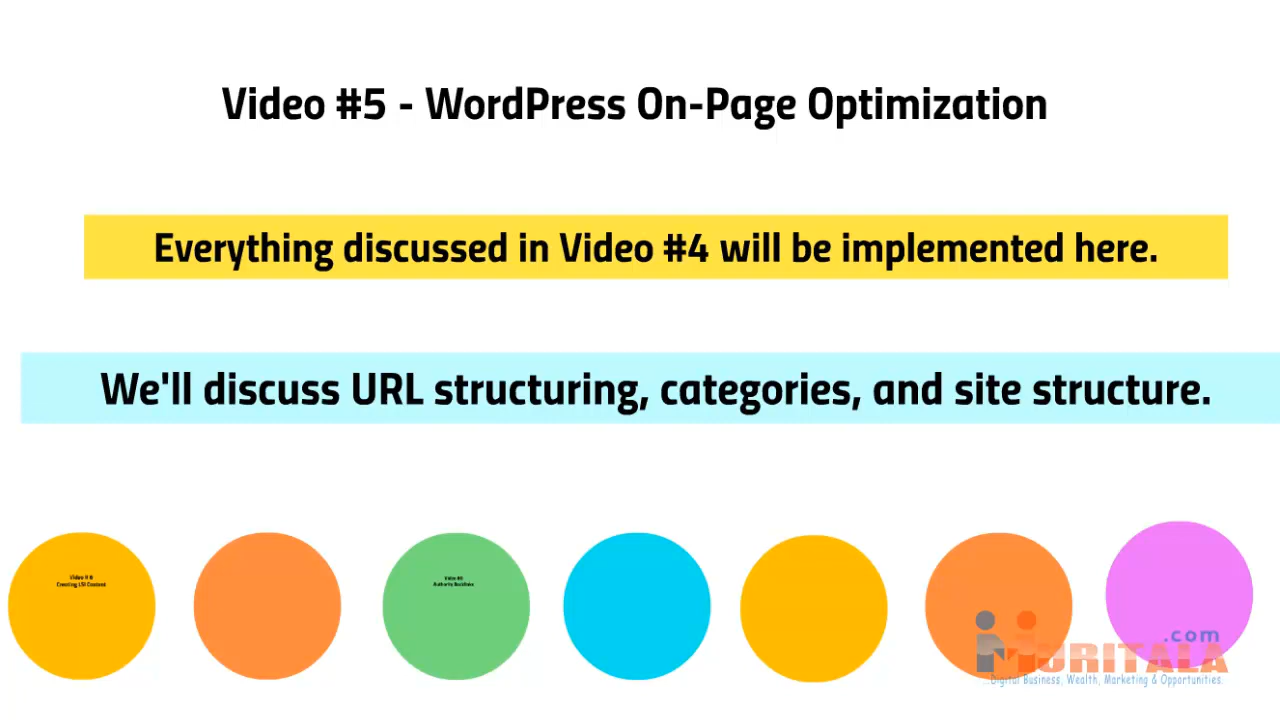 Video #5 - WordPress On-Page Optimization
Everything discussed in Video #4 will be implemented here.
We'll discuss URL structuring, categories, and site structure.
Creating LSI Content
Authority Backlinks
.com
MURITALA
...Digital Business, Wealth, Marketing & Opportunities.